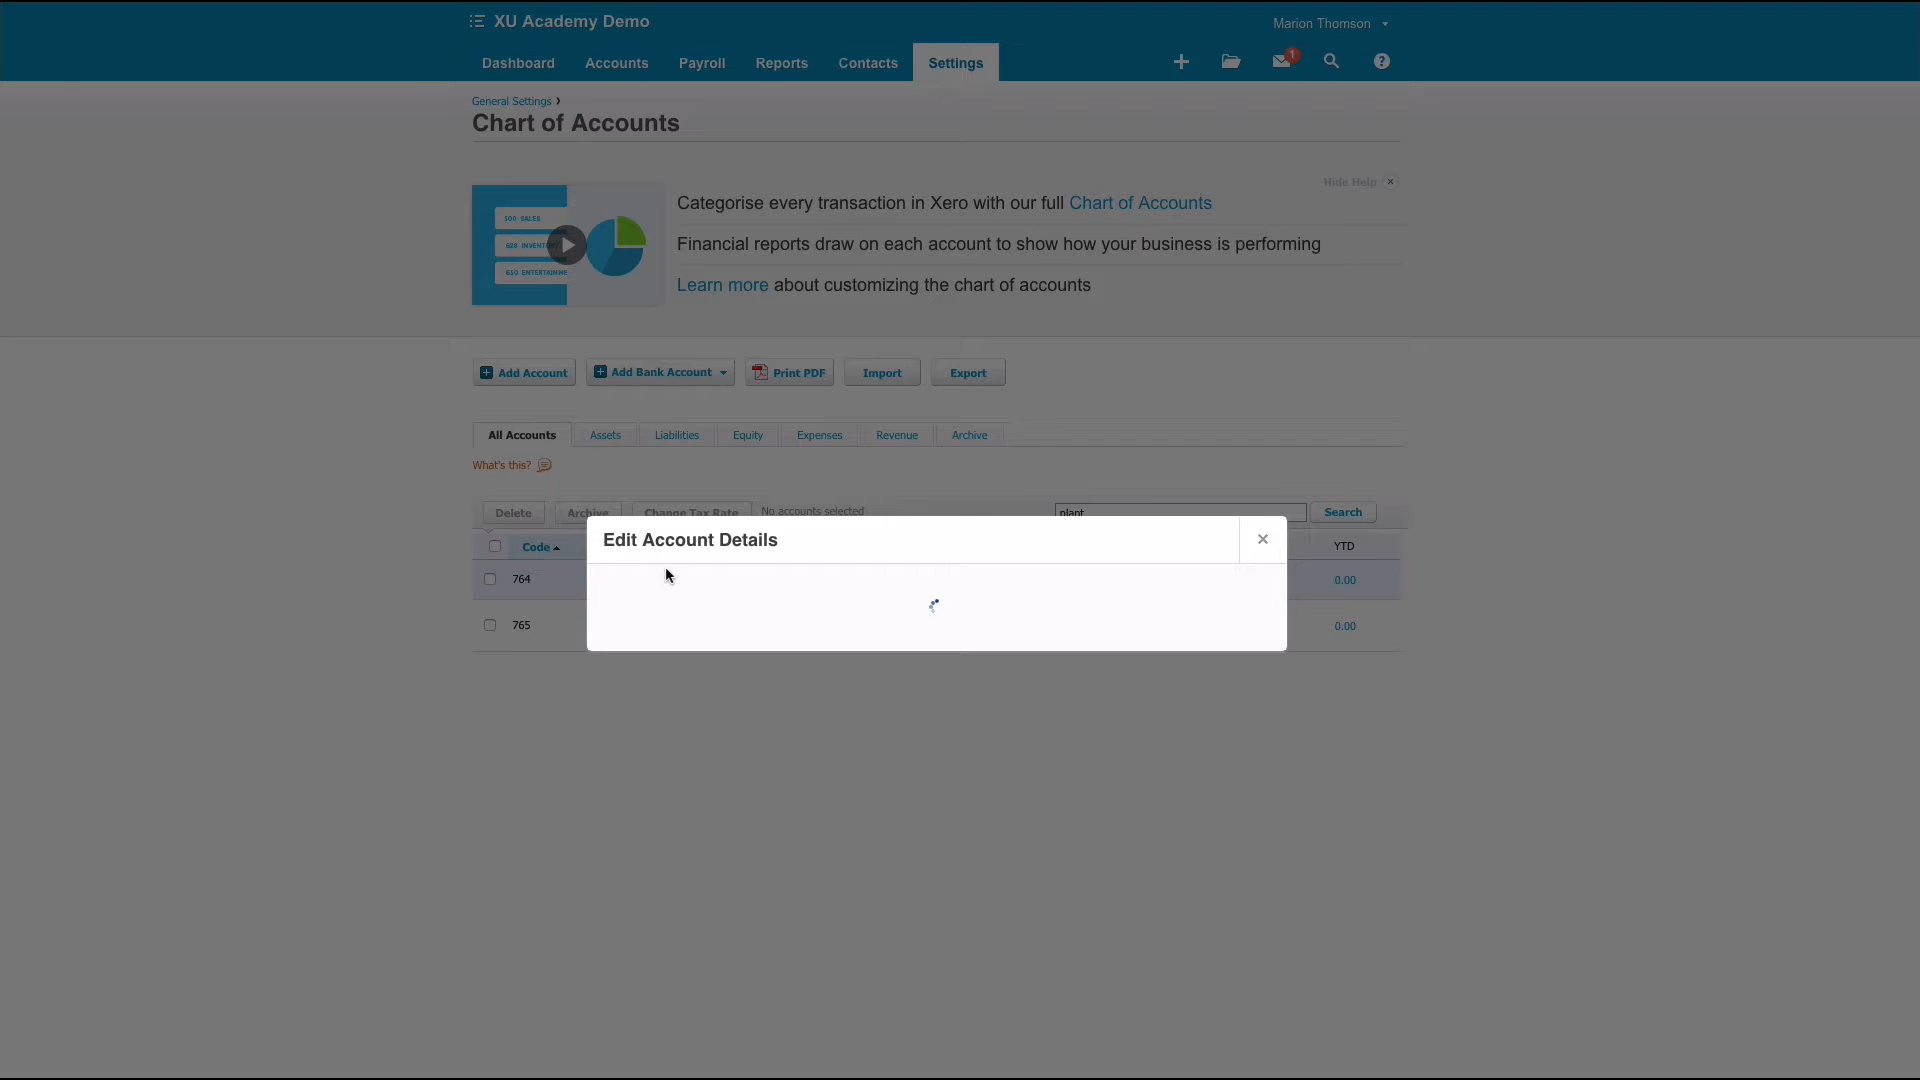 XU Academy Demo
Marion Thomson
Dashboard Accounts Payroll Reports Contacts Settings
1
?
General Settings ›
Chart of Accounts
Hide Help
Categorise every transaction in Xero with our full Chart of Accounts
Financial reports draw on each account to show how your business is performing
Learn more about customizing the chart of accounts
SALES
ENTERTAINME
Add Account Add Bank Account Print PDF Import Export
All Accounts Assets Liabilities Equity Expenses Revenue Archive
What's this?
Delete Archive Change Tax Rate No accounts selected plant Search
Edit Account Details
Code YTD
764 0.00
765 0.00